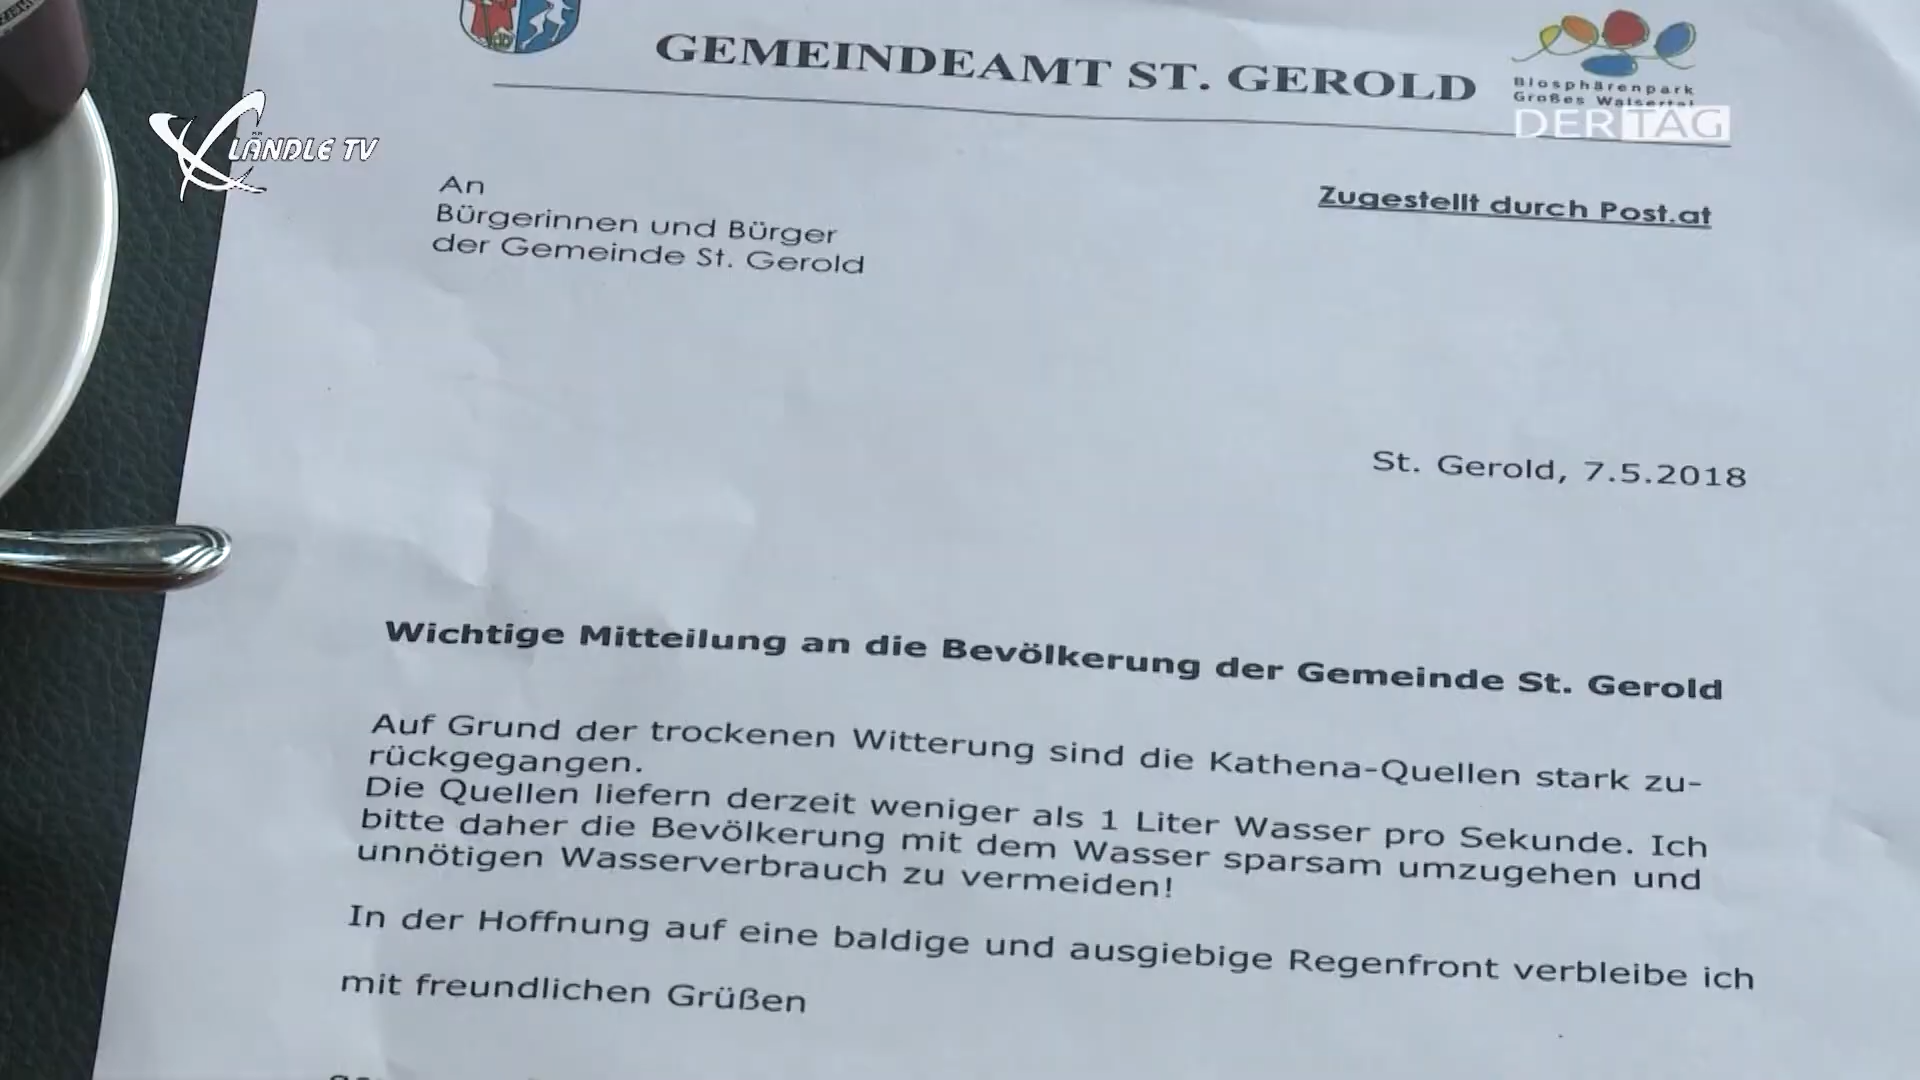 GEMEINDEAMT ST. GEROLD
Biosphärenpark
Großes Walsertal
DER TAG
LÄNDLE TV
An
Bürgerinnen und Bürger
der Gemeinde St. Gerold
Zugestellt durch Post.at
St. Gerold, 7.5.2018
Wichtige Mitteilung an die Bevölkerung der Gemeinde St. Gerold
Auf Grund der trockenen Witterung sind die Kathena-Quellen stark zu-
rückgegangen.
Die Quellen liefern derzeit weniger als 1 Liter Wasser pro Sekunde. Ich
bitte daher die Bevölkerung mit dem Wasser sparsam umzugehen und
unnötigen Wasserverbrauch zu vermeiden!
In der Hoffnung auf eine baldige und ausgiebige Regenfront verbleibe ich
mit freundlichen Grüßen